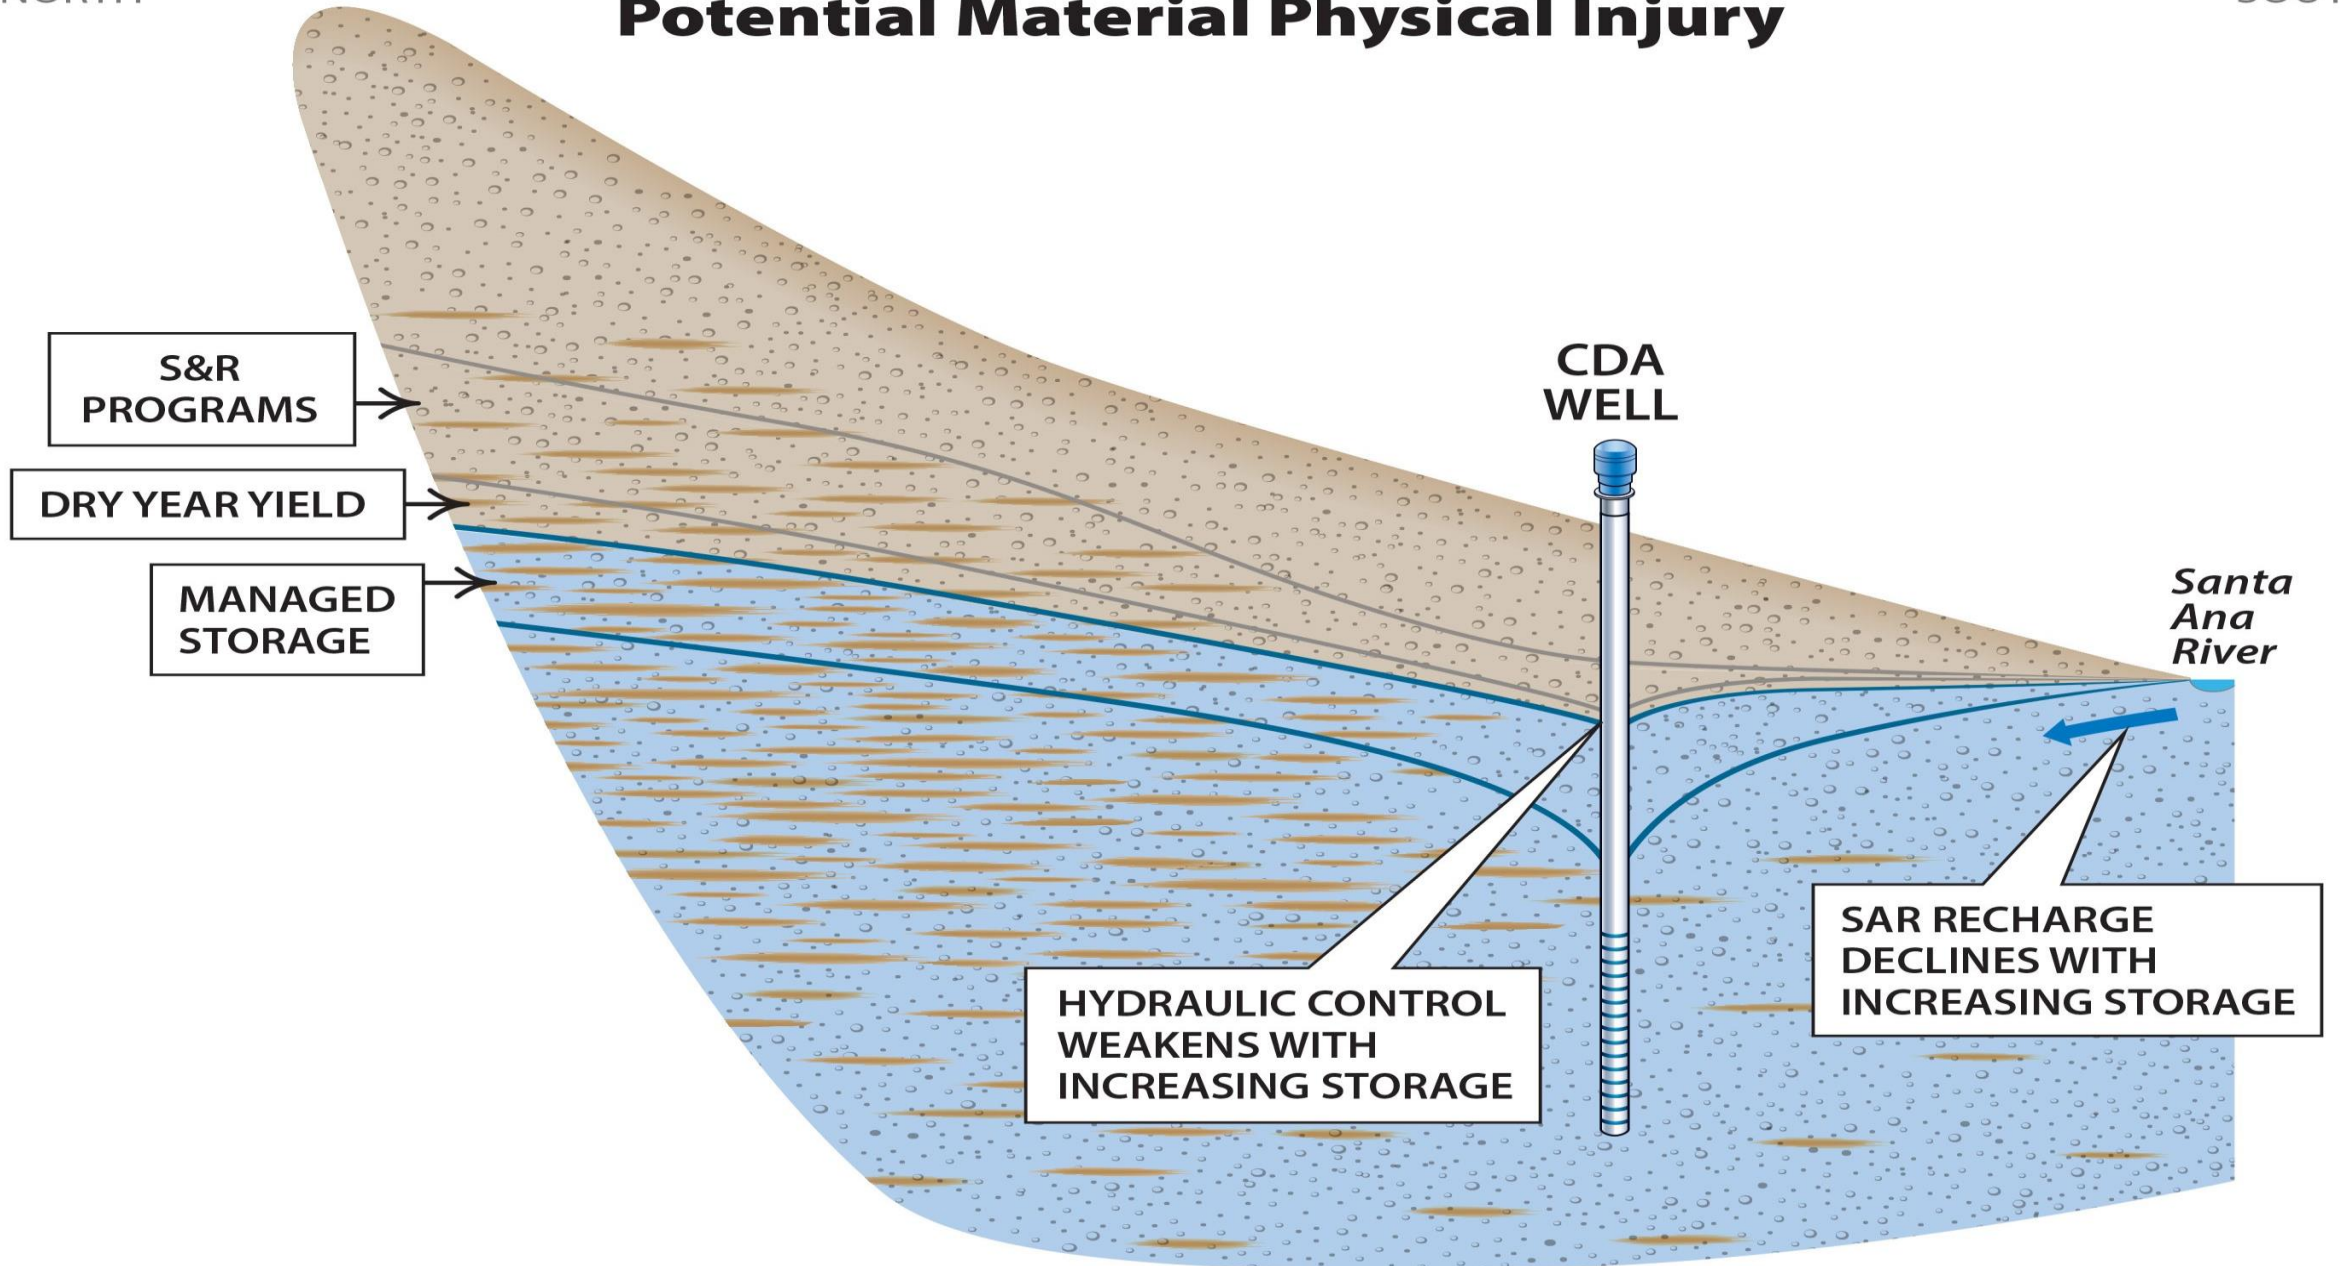 NORTH
Potential Material Physical Injury
S&R
PROGRAMS
DRY YEAR YIELD
MANAGED
STORAGE
CDA
WELL
Santa
Ana
River
HYDRAULIC CONTROL
WEAKENS WITH
INCREASING STORAGE
SAR RECHARGE
DECLINES WITH
INCREASING STORAGE